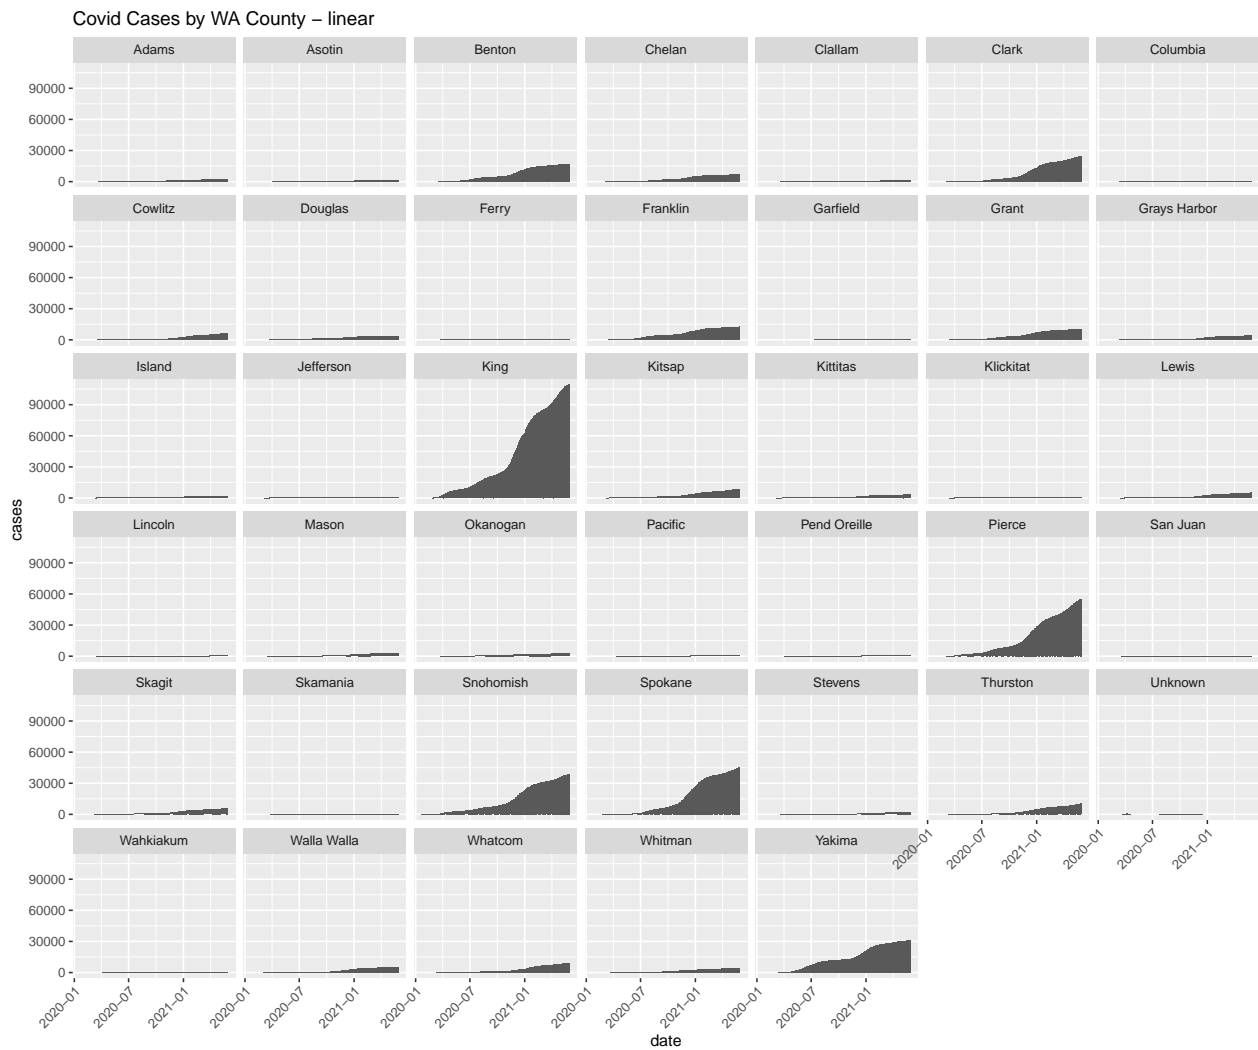 Covid Cases by WA County – linear
Adams Asotin Benton Chelan Clallam Clark Columbia
90000
60000
30000
0
Cowlitz Douglas Ferry Franklin Garfield Grant Grays Harbor
90000
60000
30000
0
Island Jefferson King Kitsap Kittitas Klickitat Lewis
90000
60000
30000
0
cases
Lincoln Mason Okanogan Pacific Pend Oreille Pierce San Juan
90000
60000
30000
0
Skagit Skamania Snohomish Spokane Stevens Thurston Unknown
90000
60000
30000
0
2020–01 2020–07 2021–01 2020–01 2020–07 2021–01
Wahkiakum Walla Walla Whatcom Whitman Yakima
90000
60000
30000
0
2020–01 2020–07 2021–01 2020–01 2020–07 2021–01 2020–01 2020–07 2021–01 2020–01 2020–07 2021–01 2020–01 2020–07 2021–01
date